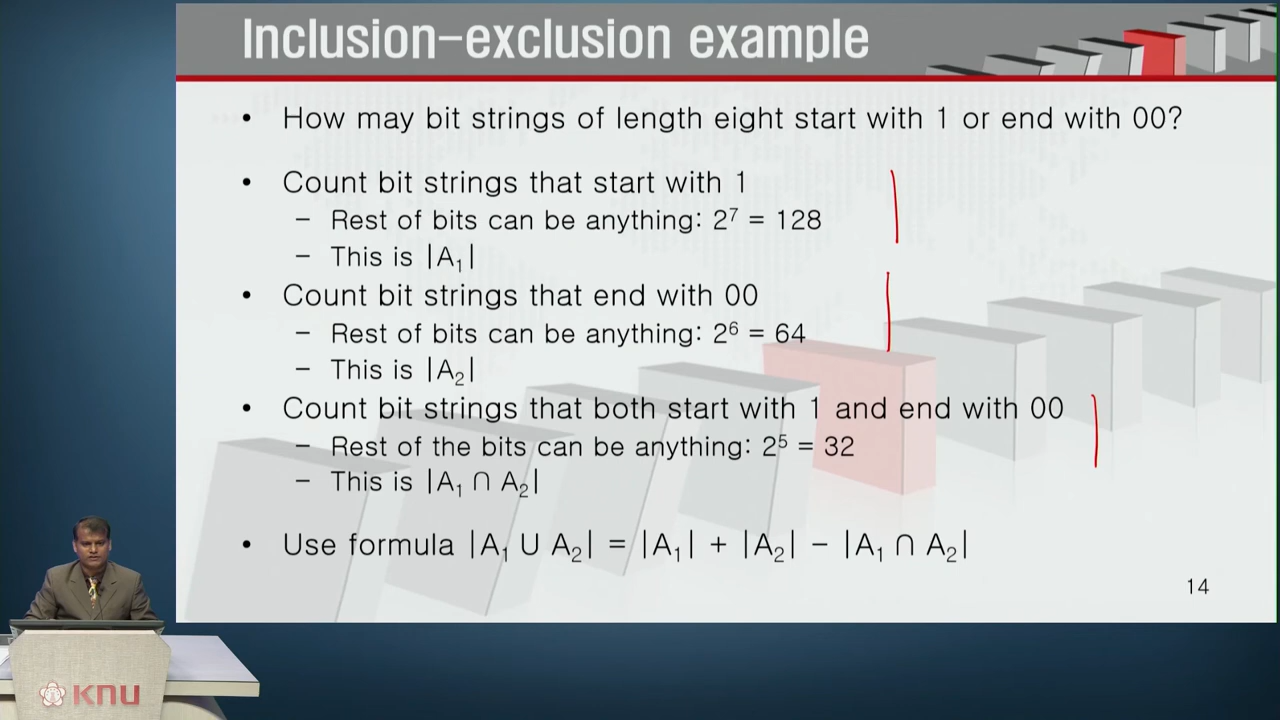 Inclusion-exclusion example
• How may bit strings of length eight start with 1 or end with 00?
• Count bit strings that start with 1
– Rest of bits can be anything: 2⁷ = 128
– This is |A₁|
• Count bit strings that end with 00
– Rest of bits can be anything: 2⁶ = 64
– This is |A₂|
• Count bit strings that both start with 1 and end with 00
– Rest of the bits can be anything: 2⁵ = 32
– This is |A₁ ∩ A₂|
• Use formula |A₁ U A₂| = |A₁| + |A₂| − |A₁ ∩ A₂|
14
KNU